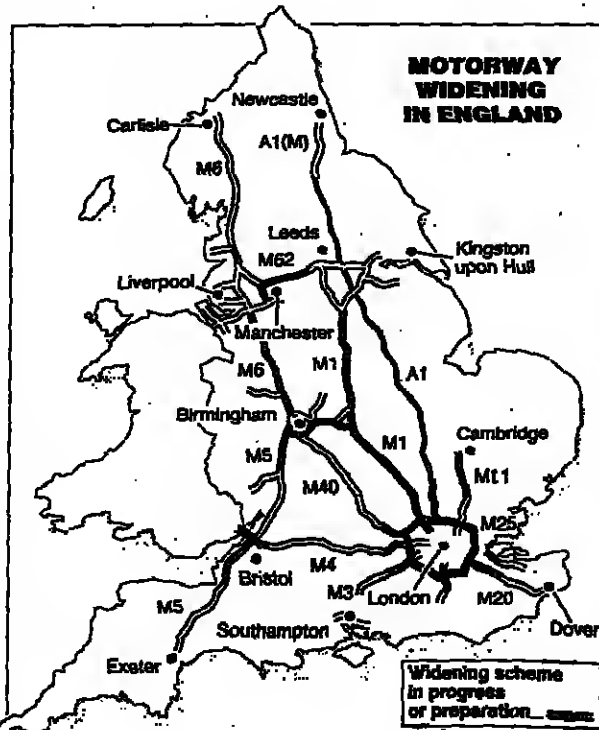 MOTORWAY
WIDENING
IN ENGLAND
Newcastle
Carlisle
A1(M)
M6
Leeds
Kingston
upon Hull
M62
Liverpool
Manchester
M6
M1
A1
Birmingham
M1
Cambridge
M5
M40
M11
M25
Bristol
M4
M3
London
M20
M5
Southampton
Dover
Exeter
Widening scheme
in progress
or preparation